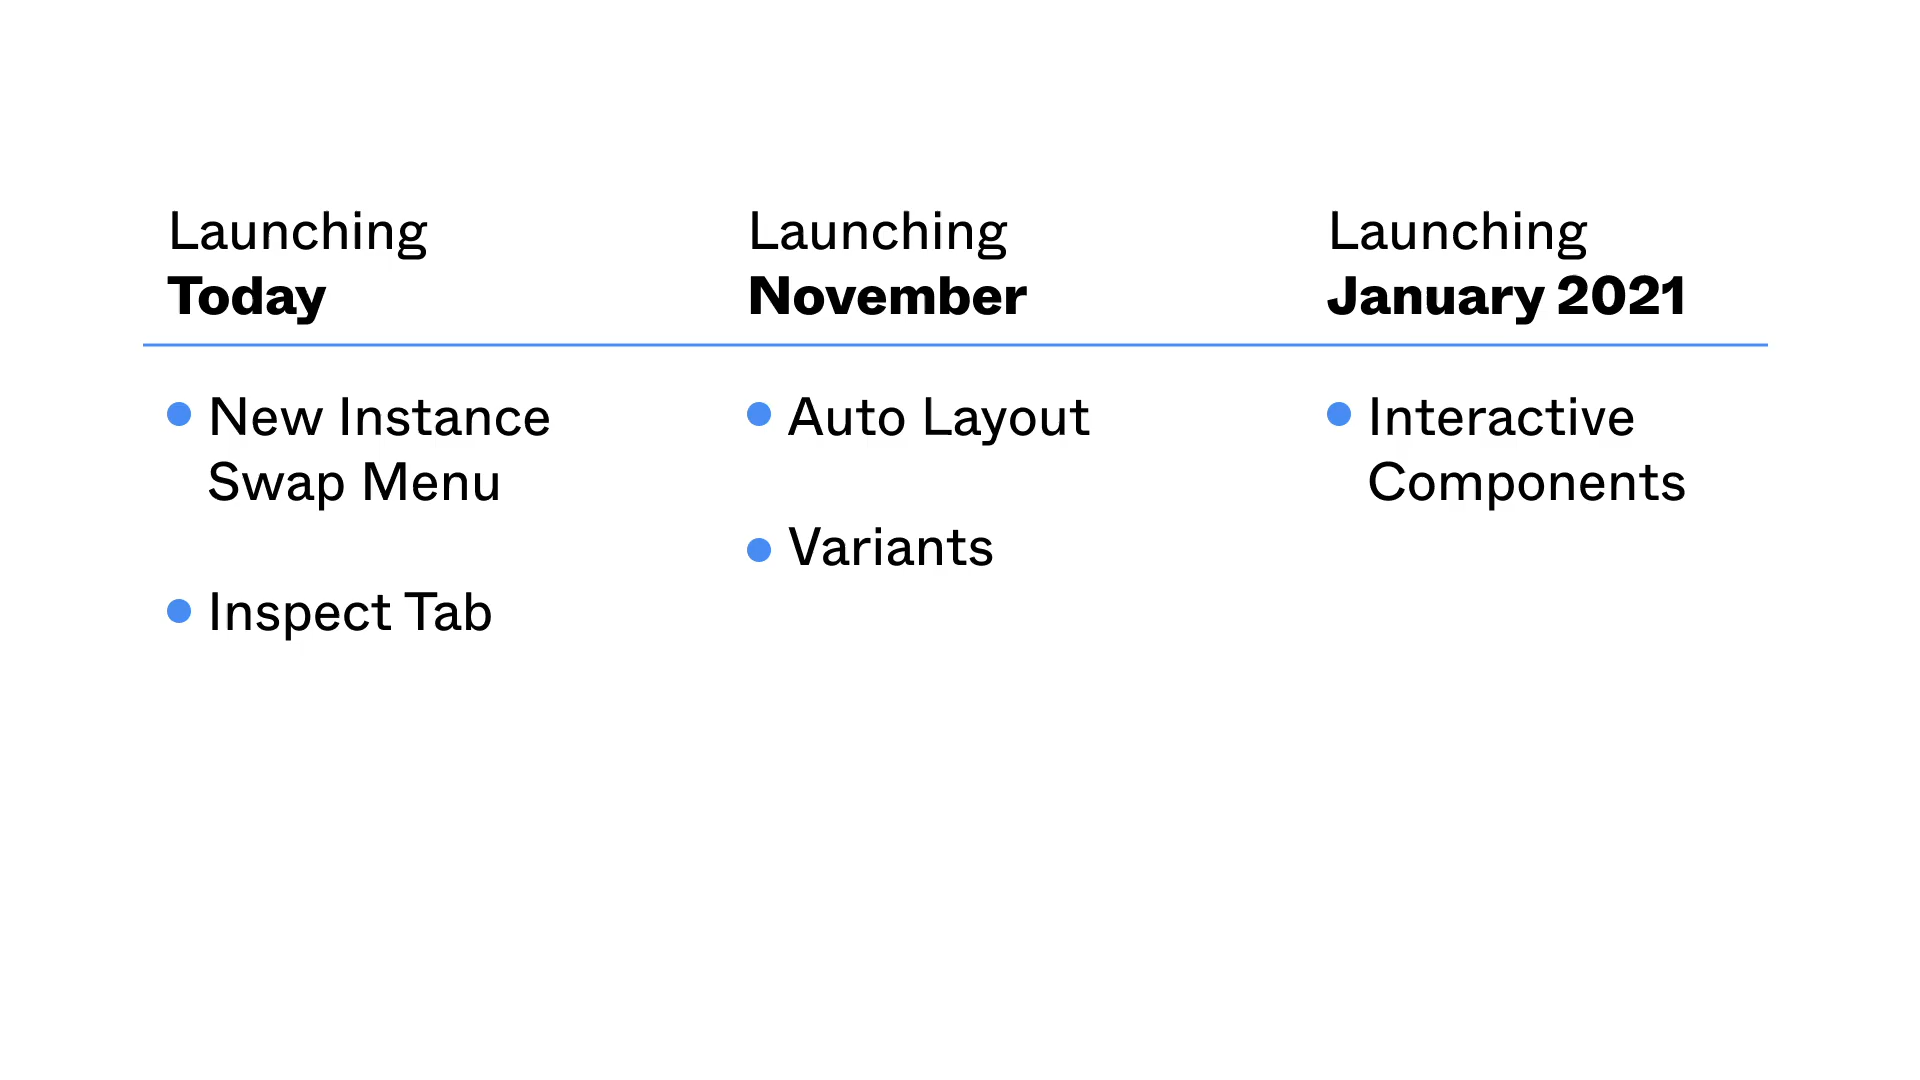 Launching
Today
New Instance
Swap Menu
Inspect Tab
Launching
November
Auto Layout
Variants
Launching
January 2021
Interactive
Components